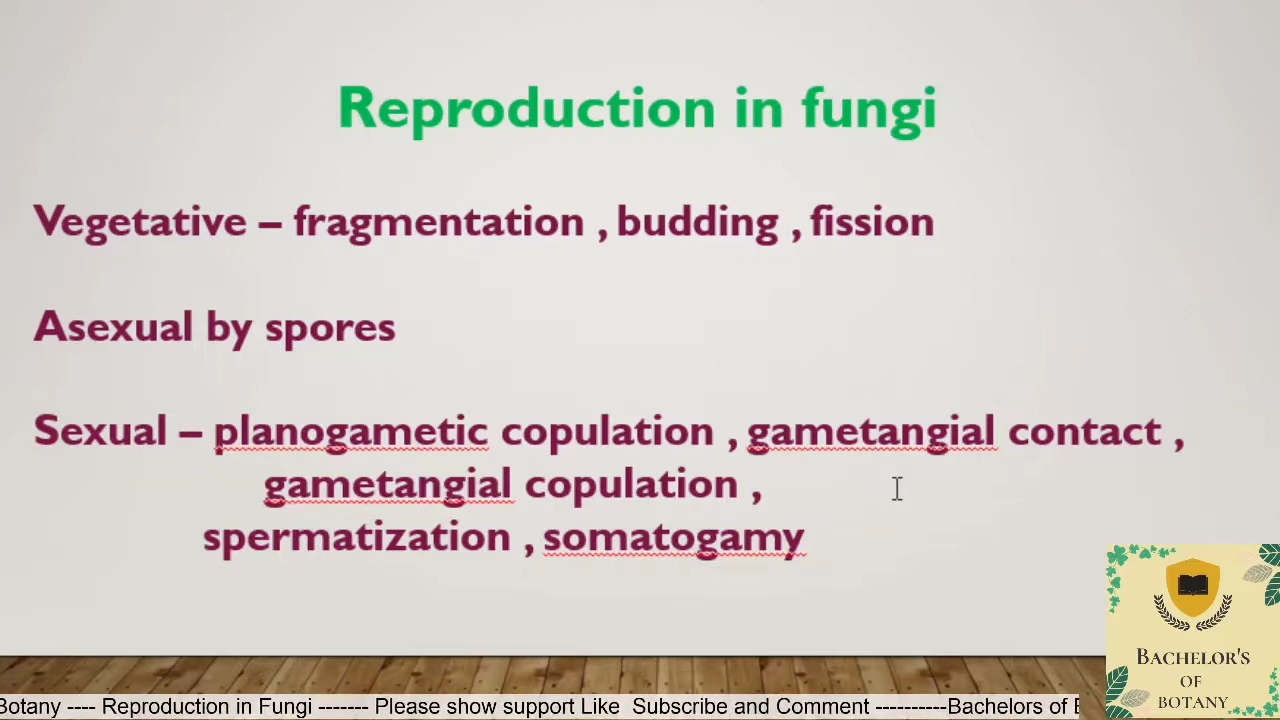 Reproduction in fungi
Vegetative – fragmentation , budding , fission
Asexual by spores
Sexual – planogametic copulation , gametangial contact ,
gametangial copulation ,
spermatization , somatogamy
BACHELOR'S
OF
BOTANY
Botany ---- Reproduction in Fungi ------- Please show support Like  Subscribe and Comment ----------Bachelors of